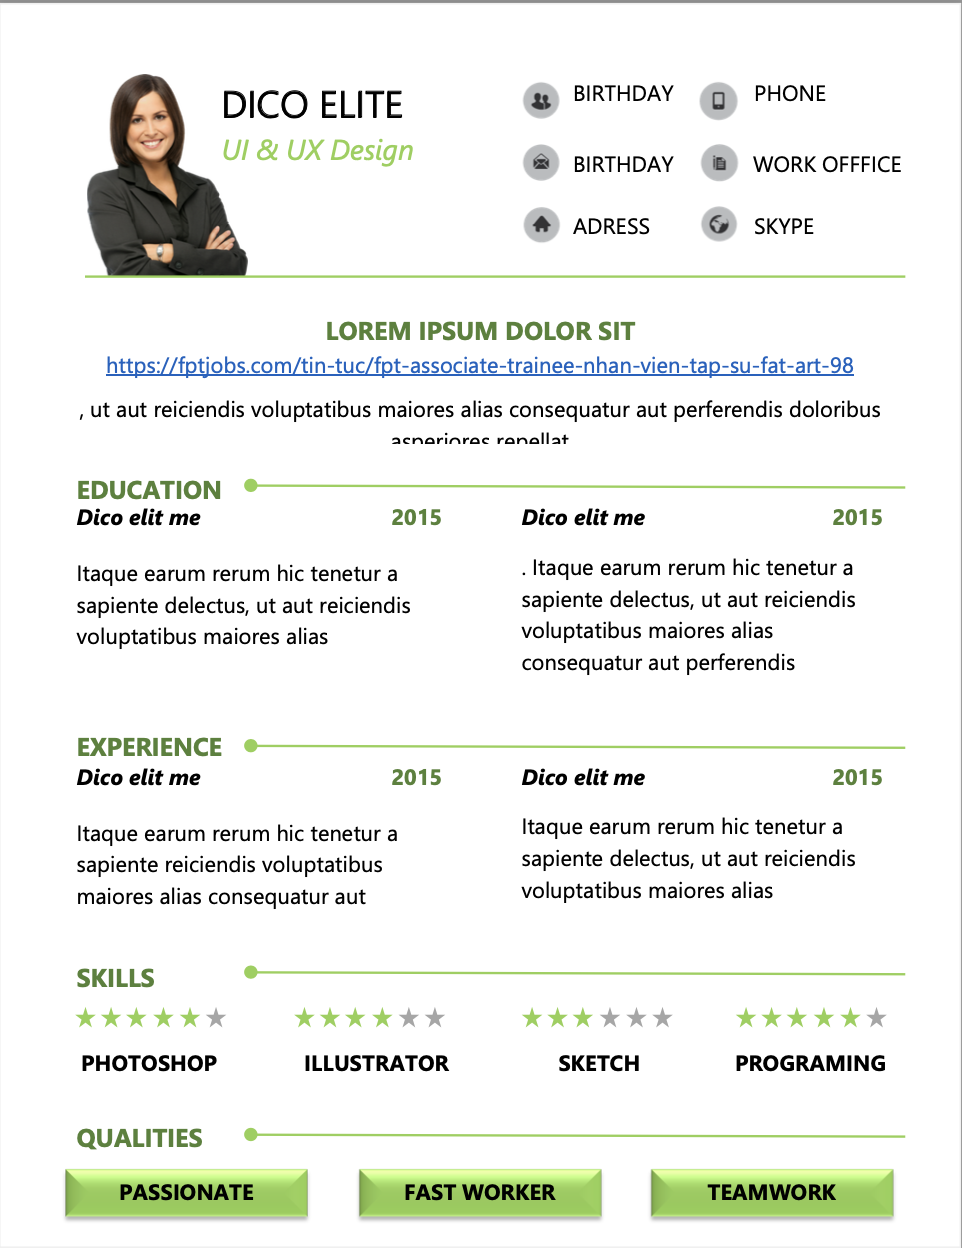 DICO ELITE
UI & UX Design
BIRTHDAY
PHONE
BIRTHDAY
WORK OFFFICE
ADRESS
SKYPE
LOREM IPSUM DOLOR SIT
https://fptjobs.com/tin-tuc/fpt-associate-trainee-nhan-vien-tap-su-fat-art-98
, ut aut reiciendis voluptatibus maiores alias consequatur aut perferendis doloribus
asperiores repellat
EDUCATION
Dico elit me 2015
Itaque earum rerum hic tenetur a
sapiente delectus, ut aut reiciendis
voluptatibus maiores alias
Dico elit me 2015
. Itaque earum rerum hic tenetur a
sapiente delectus, ut aut reiciendis
voluptatibus maiores alias
consequatur aut perferendis
EXPERIENCE
Dico elit me 2015
Itaque earum rerum hic tenetur a
sapiente reiciendis voluptatibus
maiores alias consequatur aut
Dico elit me 2015
Itaque earum rerum hic tenetur a
sapiente delectus, ut aut reiciendis
voluptatibus maiores alias
SKILLS
PHOTOSHOP
ILLUSTRATOR
SKETCH
PROGRAMING
QUALITIES
PASSIONATE
FAST WORKER
TEAMWORK